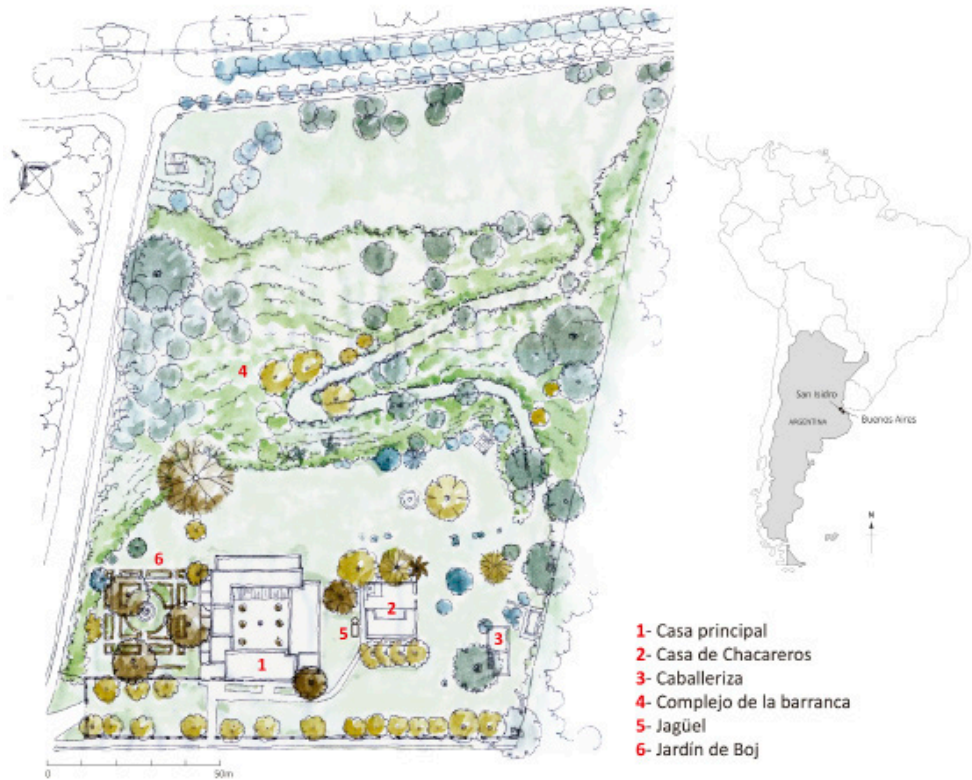 4
6
2
5
3
1
0
50m
San Isidro
ARGENTINA
Buenos Aires
N
1- Casa principal
2- Casa de Chacareros
3- Caballeriza
4- Complejo de la barranca
5- Jagüel
6- Jardín de Boj